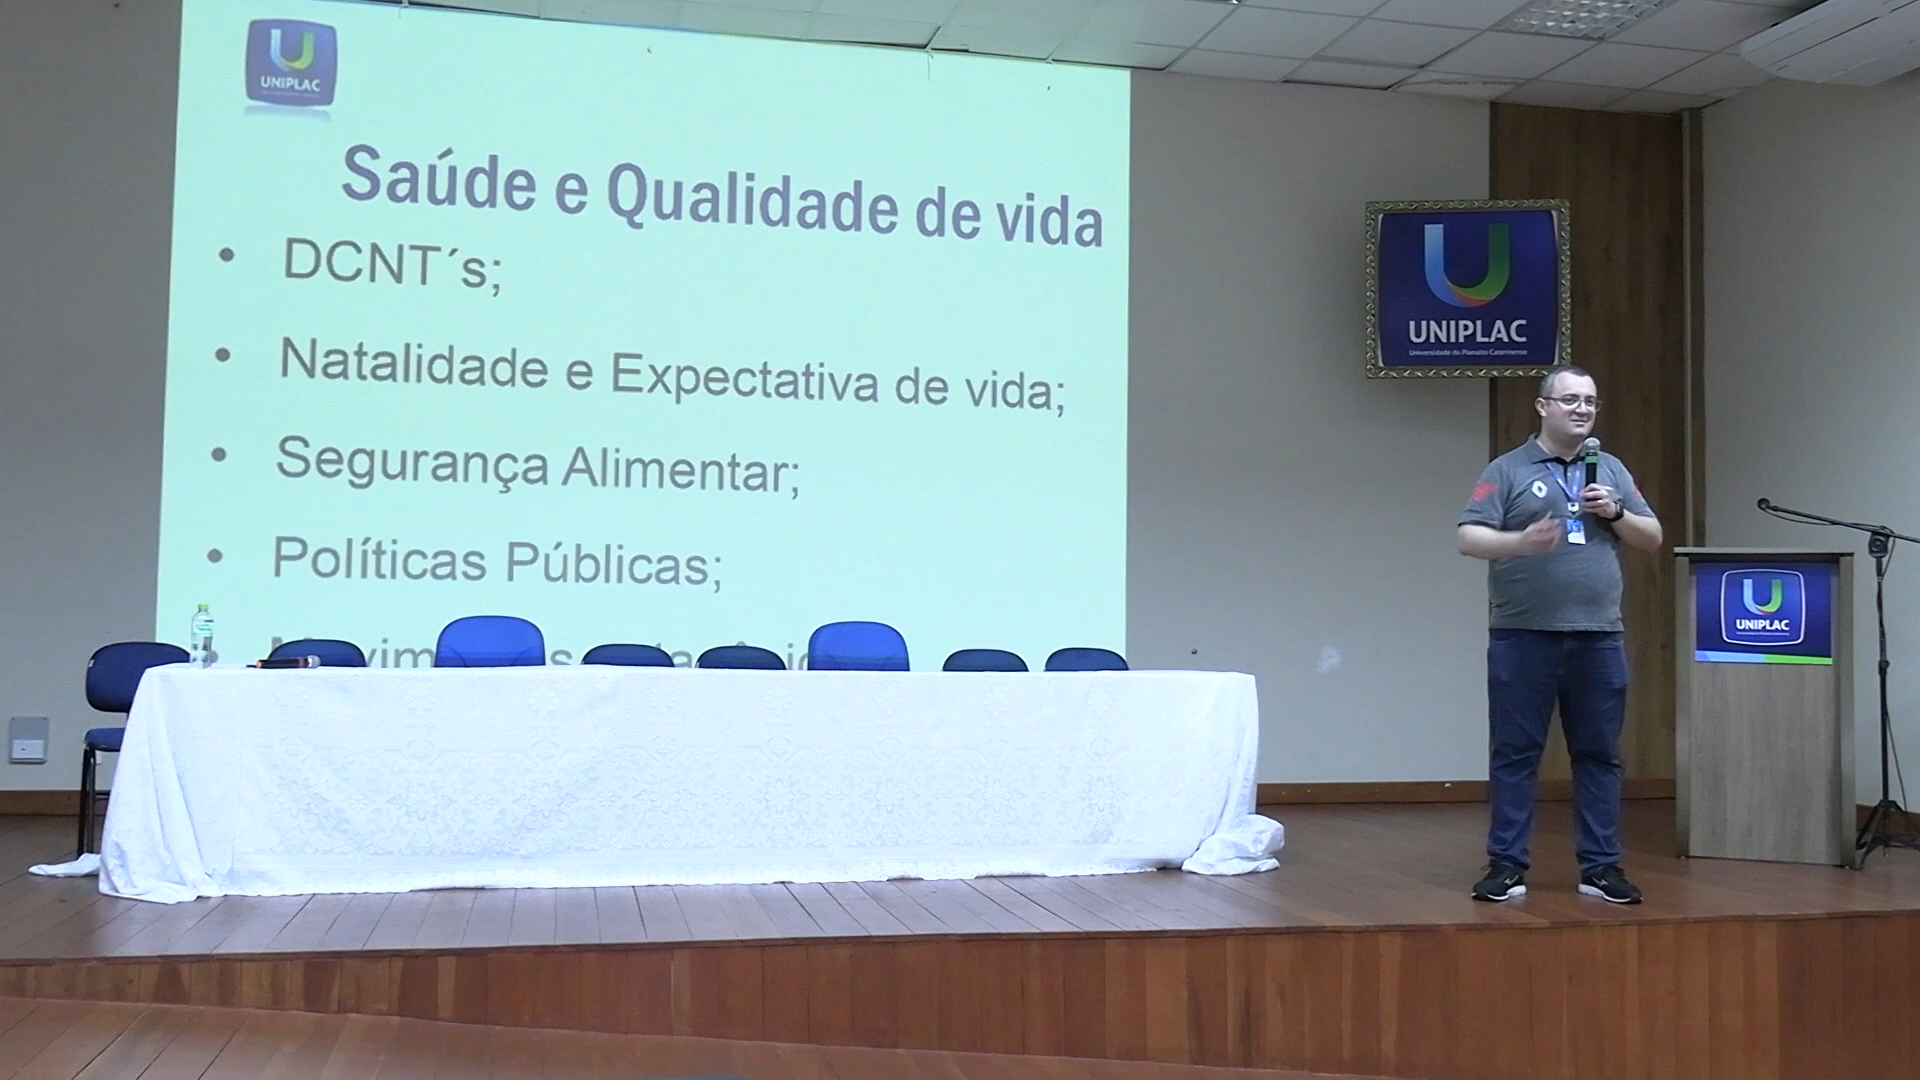 UNIPLAC
Saúde e Qualidade de vida
• DCNT´s;
• Natalidade e Expectativa de vida;
• Segurança Alimentar;
• Políticas Públicas;
UNIPLAC
Universidade do Planalto Catarinense
UNIPLAC